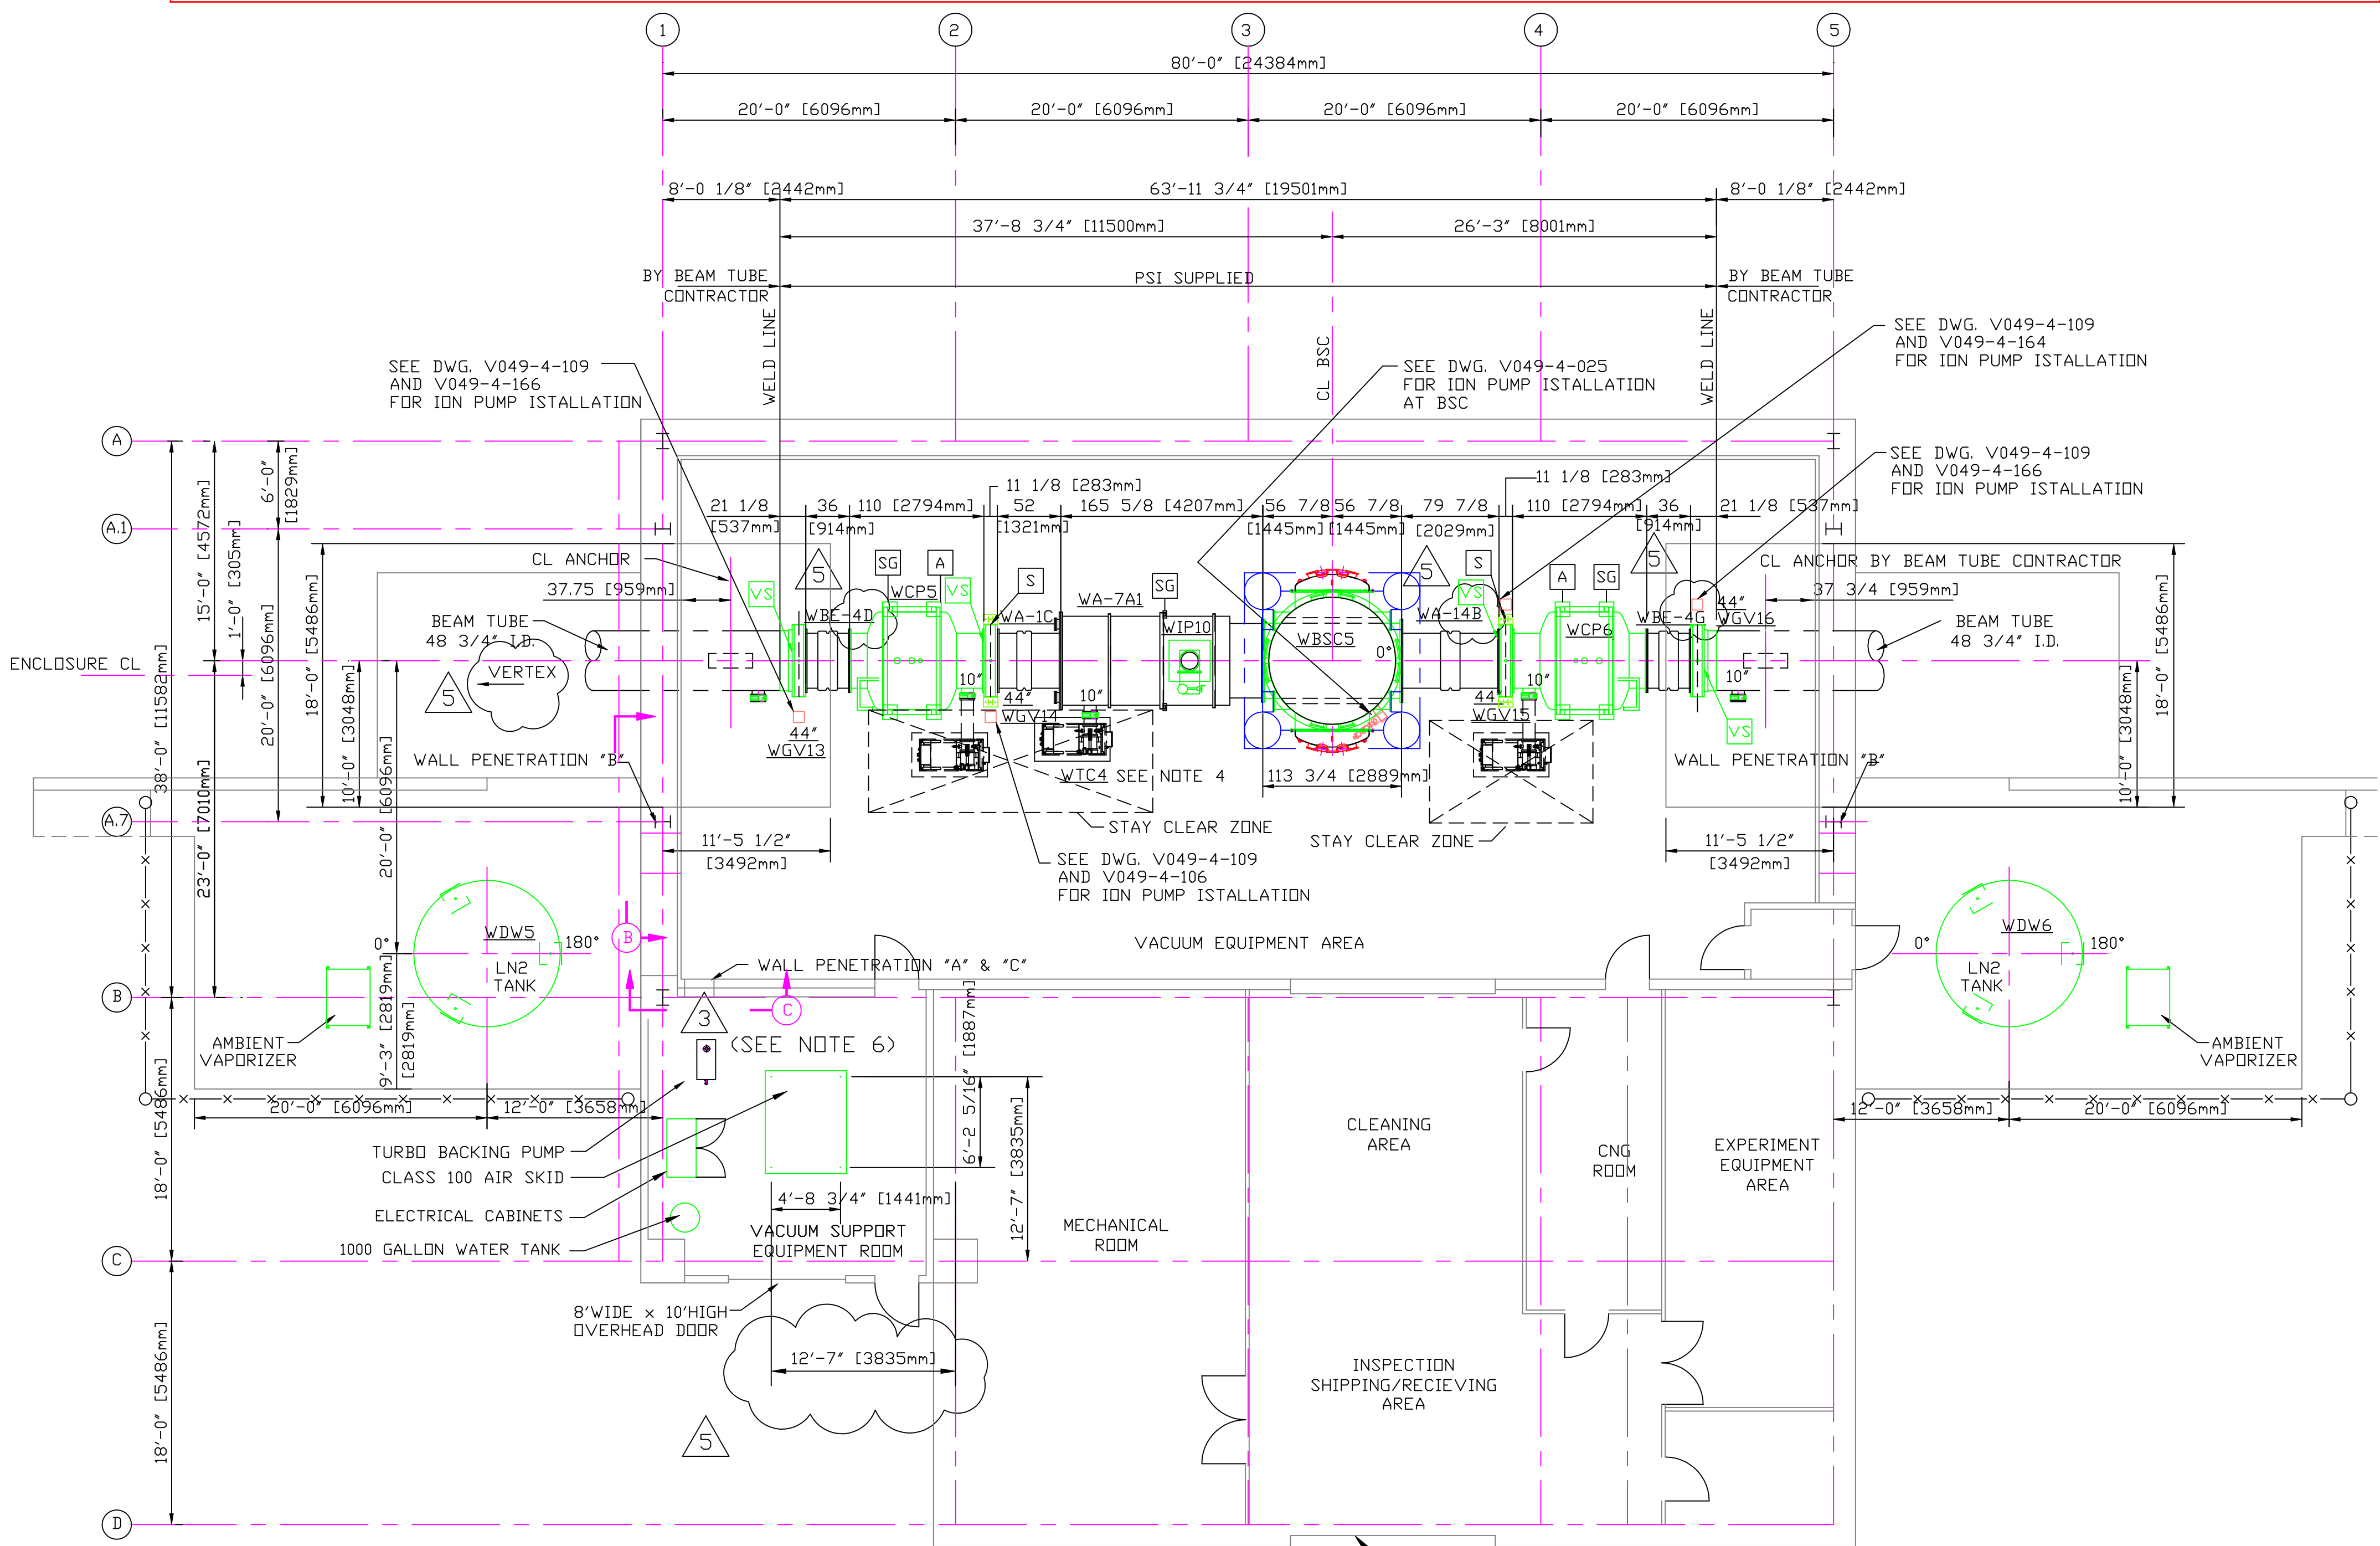 1
2
3
4
5
80'-0" [24384mm]
20'-0" [6096mm]
20'-0" [6096mm]
20'-0" [6096mm]
20'-0" [6096mm]
8'-0 1/8" [2442mm]
63'-11 3/4" [19501mm]
8'-0 1/8" [2442mm]
37'-8 3/4" [11500mm]
26'-3" [8001mm]
BY BEAM TUBE
CONTRACTOR
PSI SUPPLIED
BY BEAM TUBE
CONTRACTOR
WELD LINE
CL BSC
WELD LINE
SEE DWG. V049-4-109
AND V049-4-166
FOR ION PUMP ISTALLATION
SEE DWG. V049-4-025
FOR ION PUMP ISTALLATION
AT BSC
SEE DWG. V049-4-109
AND V049-4-164
FOR ION PUMP ISTALLATION
SEE DWG. V049-4-109
AND V049-4-166
FOR ION PUMP ISTALLATION
A
A.1
A.7
B
C
D
38'-0" [11582mm]
15'-0" [4572mm]
1'-0" [305mm]
6'-0"
[1829mm]
20'-0" [6096mm]
18'-0" [5486mm]
10'-0" [3048mm]
23'-0" [7010mm]
20'-0" [6096mm]
9'-3" [2819mm]
[2819mm]
18'-0" [5486mm]
18'-0" [5486mm]
21 1/8
[537mm]
36
[914mm]
110 [2794mm]
11 1/8 [283mm]
52
[1321mm]
165 5/8 [4207mm]
56 7/8
[1445mm]
56 7/8
[1445mm]
79 7/8
[2029mm]
11 1/8 [283mm]
110 [2794mm]
36
[914mm]
21 1/8 [537mm]
CL ANCHOR
37.75 [959mm]
CL ANCHOR BY BEAM TUBE CONTRACTOR
37 3/4 [959mm]
BEAM TUBE
48 3/4" I.D.
BEAM TUBE
48 3/4" I.D.
ENCLOSURE CL
VERTEX
5
5
5
5
VS
SG
A
VS
S
SG
S
VS
A
SG
VS
WBE-4D
WCP5
WA-1C
WA-7A1
WIP10
WBSC5
0°
WA-14B
WCP6
WBE-4G
44"
WGV16
10"
10"
10"
10"
44"
WGV13
44"
WGV14
44
WGV15
WTC4 SEE NOTE 4
113 3/4 [2889mm]
STAY CLEAR ZONE
STAY CLEAR ZONE
SEE DWG. V049-4-109
AND V049-4-106
FOR ION PUMP ISTALLATION
WALL PENETRATION "B"
WALL PENETRATION "B"
11'-5 1/2"
[3492mm]
11'-5 1/2"
[3492mm]
18'-0" [5486mm]
10'-0" [3048mm]
VACUUM EQUIPMENT AREA
WALL PENETRATION "A" & "C"
B
C
WDW5
0°
180°
LN2
TANK
AMBIENT
VAPORIZER
WDW6
0°
180°
LN2
TANK
AMBIENT
VAPORIZER
20'-0" [6096mm]
12'-0" [3658mm]
12'-0" [3658mm]
20'-0" [6096mm]
3
(SEE NOTE 6)
TURBO BACKING PUMP
CLASS 100 AIR SKID
ELECTRICAL CABINETS
1000 GALLON WATER TANK
6'-2 5/16" [1887mm]
12'-7" [3835mm]
4'-8 3/4" [1441mm]
VACUUM SUPPORT
EQUIPMENT ROOM
MECHANICAL
ROOM
CLEANING
AREA
CNG
ROOM
EXPERIMENT
EQUIPMENT
AREA
INSPECTION
SHIPPING/RECIEVING
AREA
8'WIDE x 10'HIGH
OVERHEAD DOOR
12'-7" [3835mm]
5